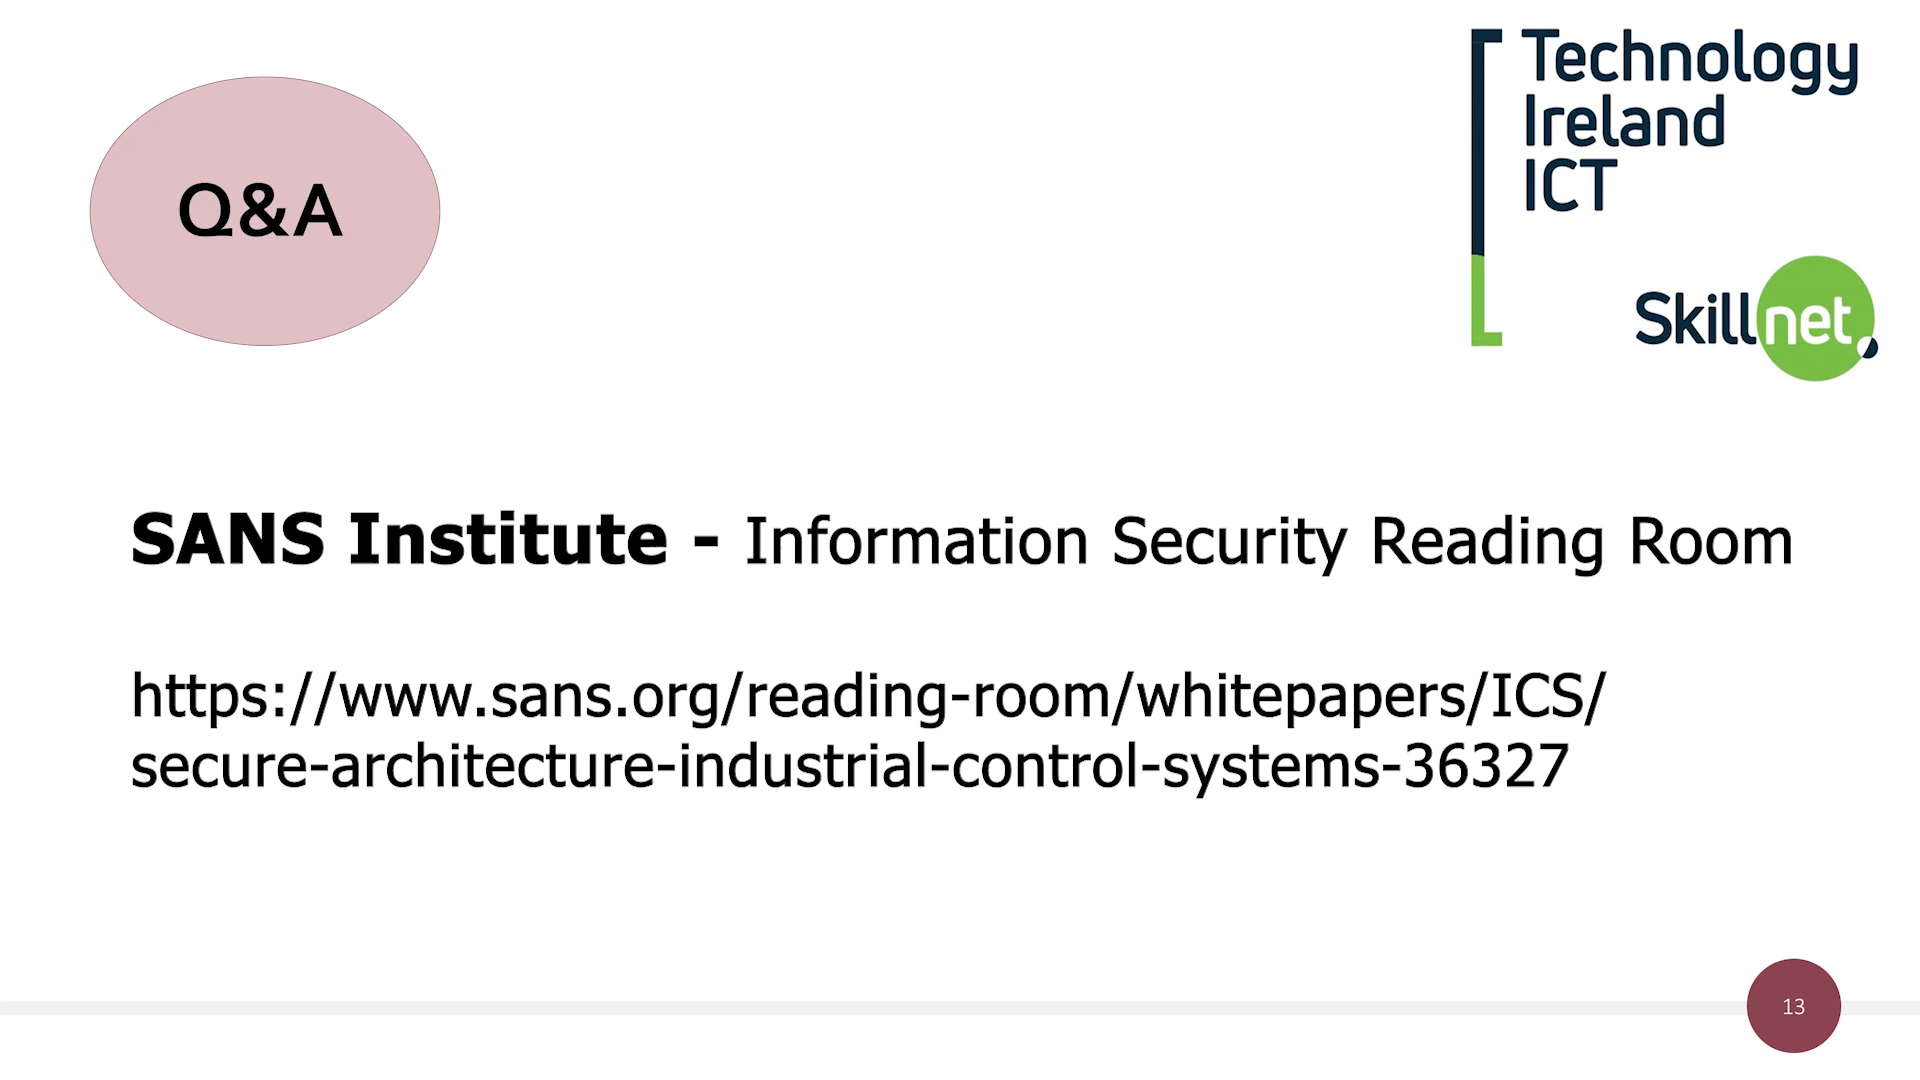 Q&A
Technology
Ireland
ICT
Skillnet
SANS Institute - Information Security Reading Room
https://www.sans.org/reading-room/whitepapers/ICS/
secure-architecture-industrial-control-systems-36327
13